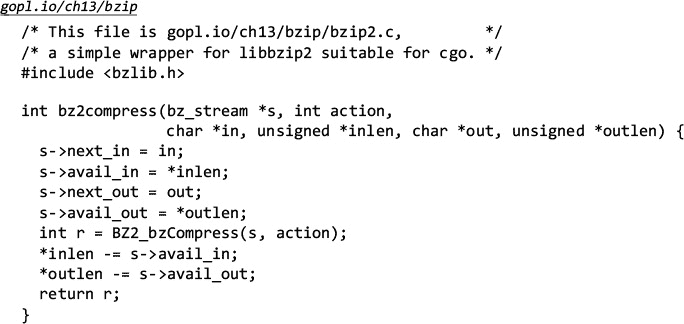 gopl.io/ch13/bzip
/* This file is gopl.io/ch13/bzip/bzip2.c,         */
/* a simple wrapper for libbzip2 suitable for cgo. */
#include <bzlib.h>

int bz2compress(bz_stream *s, int action,
                char *in, unsigned *inlen, char *out, unsigned *outlen) {
  s->next_in = in;
  s->avail_in = *inlen;
  s->next_out = out;
  s->avail_out = *outlen;
  int r = BZ2_bzCompress(s, action);
  *inlen -= s->avail_in;
  *outlen -= s->avail_out;
  return r;
}